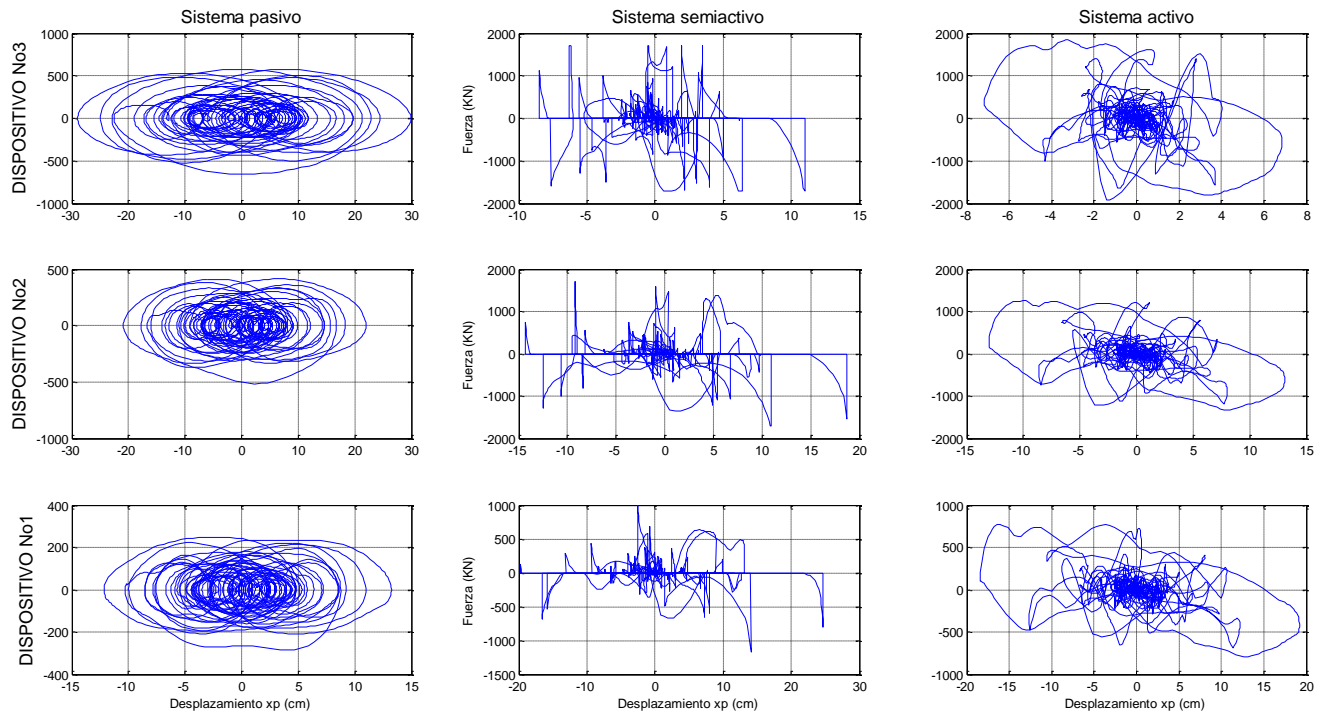 Sistema pasivo
Sistema semiactivo
Sistema activo
DISPOSITIVO No3
1000
500
0
-500
-1000
-30 -20 -10 0 10 20 30
Fuerza (KN)
2000
1000
0
-1000
-2000
-10 -5 0 5 10 15
2000
1000
0
-1000
-2000
-8 -6 -4 -2 0 2 4 6 8
DISPOSITIVO No2
500
0
-500
-1000
-30 -20 -10 0 10 20 30
Fuerza (KN)
2000
1000
0
-1000
-2000
-15 -10 -5 0 5 10 15 20
2000
1000
0
-1000
-2000
-15 -10 -5 0 5 10 15
DISPOSITIVO No1
400
200
0
-200
-400
-15 -10 -5 0 5 10 15
Desplazamiento xp (cm)
Fuerza (KN)
1000
500
0
-500
-1000
-1500
-20 -10 0 10 20 30
Desplazamiento xp (cm)
1000
500
0
-500
-1000
-20 -15 -10 -5 0 5 10 15 20
Desplazamiento xp (cm)